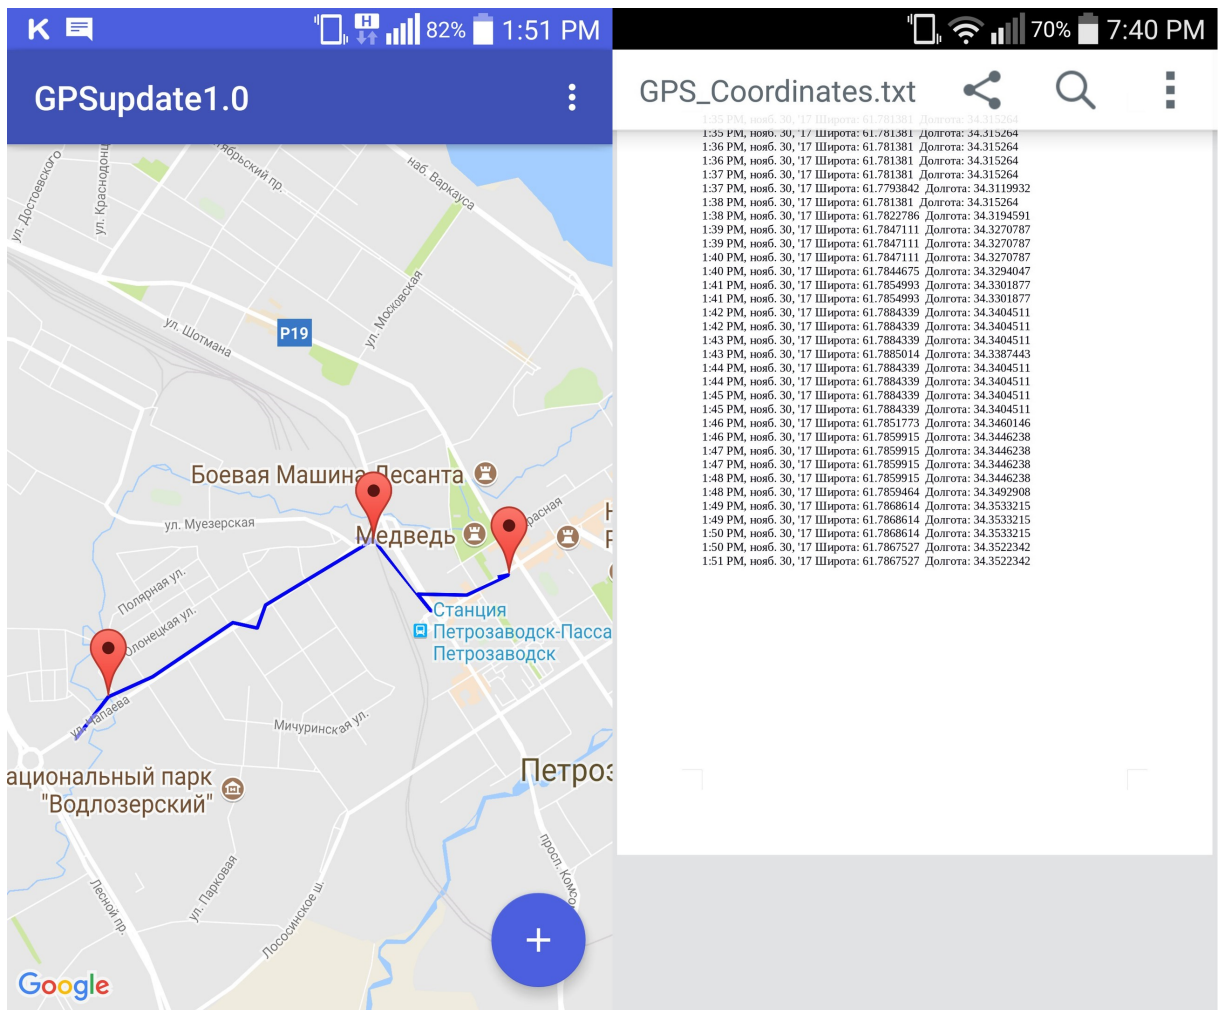 82% 1:51 PM
GPSupdate1.0
ул. Достоевского
ул. Краснодонц
ябрьский пр.
наб. Варкауса
ул. Московская
P19
ул. Шотмана
Боевая Машина Десанта
красная
ул. Муезерская
Медведь
Полярная ул.
Олонецкая ул.
Станция
Петрозаводск-Пасса
Петрозаводск
ул. Чапаева
Мичуринская ул.
ациональный парк
"Водлозерский"
Петроз
просп. Комсо
Лесной пр.
ул. Парковая
Лососинское ш.
+
Google
70% 7:40 PM
GPS_Coordinates.txt
1:35 PM, нояб. 30, '17 Широта: 61.781381 Долгота: 34.315264
1:35 PM, нояб. 30, '17 Широта: 61.781381 Долгота: 34.315264
1:36 PM, нояб. 30, '17 Широта: 61.781381 Долгота: 34.315264
1:36 PM, нояб. 30, '17 Широта: 61.781381 Долгота: 34.315264
1:37 PM, нояб. 30, '17 Широта: 61.781381 Долгота: 34.315264
1:37 PM, нояб. 30, '17 Широта: 61.7793842 Долгота: 34.3119932
1:38 PM, нояб. 30, '17 Широта: 61.781381 Долгота: 34.315264
1:38 PM, нояб. 30, '17 Широта: 61.7822786 Долгота: 34.3194591
1:39 PM, нояб. 30, '17 Широта: 61.7847111 Долгота: 34.3270787
1:39 PM, нояб. 30, '17 Широта: 61.7847111 Долгота: 34.3270787
1:40 PM, нояб. 30, '17 Широта: 61.7847111 Долгота: 34.3270787
1:40 PM, нояб. 30, '17 Широта: 61.7844675 Долгота: 34.3294047
1:41 PM, нояб. 30, '17 Широта: 61.7854993 Долгота: 34.3301877
1:41 PM, нояб. 30, '17 Широта: 61.7854993 Долгота: 34.3301877
1:42 PM, нояб. 30, '17 Широта: 61.7884339 Долгота: 34.3404511
1:42 PM, нояб. 30, '17 Широта: 61.7884339 Долгота: 34.3404511
1:43 PM, нояб. 30, '17 Широта: 61.7884339 Долгота: 34.3404511
1:43 PM, нояб. 30, '17 Широта: 61.7885014 Долгота: 34.3387443
1:44 PM, нояб. 30, '17 Широта: 61.7884339 Долгота: 34.3404511
1:44 PM, нояб. 30, '17 Широта: 61.7884339 Долгота: 34.3404511
1:45 PM, нояб. 30, '17 Широта: 61.7884339 Долгота: 34.3404511
1:45 PM, нояб. 30, '17 Широта: 61.7884339 Долгота: 34.3404511
1:46 PM, нояб. 30, '17 Широта: 61.7851773 Долгота: 34.3460146
1:46 PM, нояб. 30, '17 Широта: 61.7859915 Долгота: 34.3446238
1:47 PM, нояб. 30, '17 Широта: 61.7859915 Долгота: 34.3446238
1:47 PM, нояб. 30, '17 Широта: 61.7859915 Долгота: 34.3446238
1:48 PM, нояб. 30, '17 Широта: 61.7859915 Долгота: 34.3446238
1:48 PM, нояб. 30, '17 Широта: 61.7859464 Долгота: 34.3492908
1:49 PM, нояб. 30, '17 Широта: 61.7868614 Долгота: 34.3533215
1:49 PM, нояб. 30, '17 Широта: 61.7868614 Долгота: 34.3533215
1:50 PM, нояб. 30, '17 Широта: 61.7868614 Долгота: 34.3533215
1:50 PM, нояб. 30, '17 Широта: 61.7867527 Долгота: 34.3522342
1:51 PM, нояб. 30, '17 Широта: 61.7867527 Долгота: 34.3522342